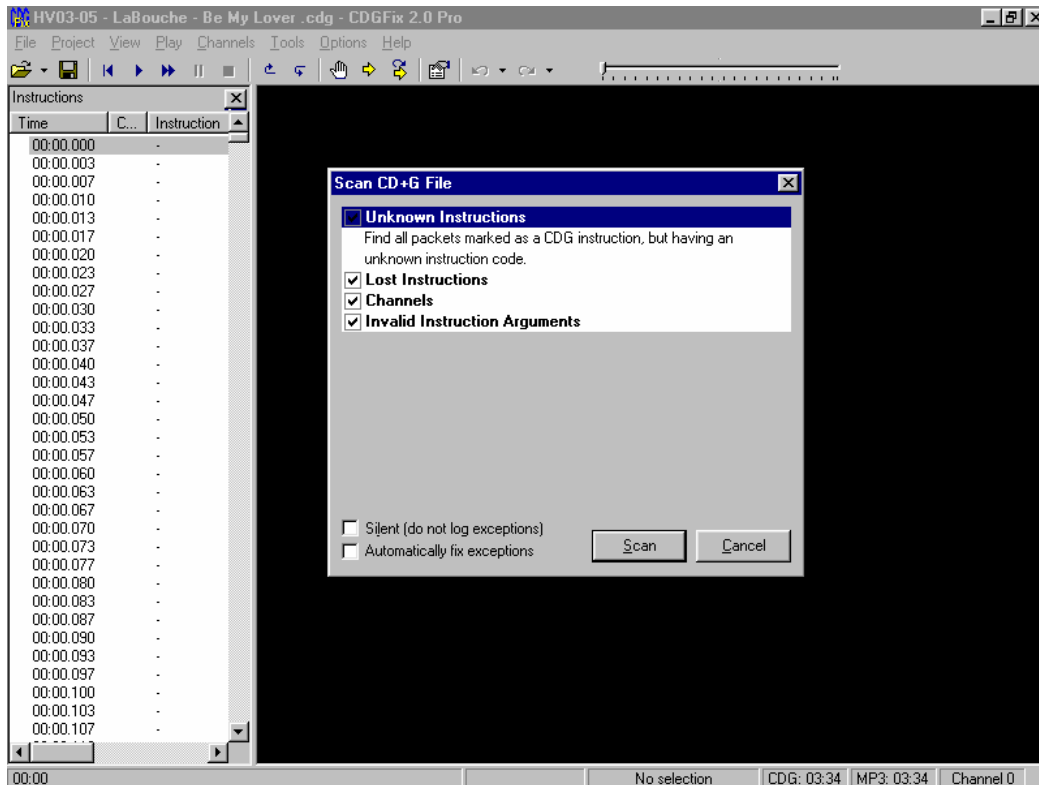 HV03-05 - LaBouche - Be My Lover .cdg - CDGFix 2.0 Pro
File Project View Play Channels Tools Options Help
Instructions
Time C... Instruction
00:00.000 -
00:00.003 -
00:00.007 -
00:00.010 -
00:00.013 -
00:00.017 -
00:00.020 -
00:00.023 -
00:00.027 -
00:00.030 -
00:00.033 -
00:00.037 -
00:00.040 -
00:00.043 -
00:00.047 -
00:00.050 -
00:00.053 -
00:00.057 -
00:00.060 -
00:00.063 -
00:00.067 -
00:00.070 -
00:00.073 -
00:00.077 -
00:00.080 -
00:00.083 -
00:00.087 -
00:00.090 -
00:00.093 -
00:00.097 -
00:00.100 -
00:00.103 -
00:00.107 -
Scan CD+G File
Unknown Instructions
Find all packets marked as a CDG instruction, but having an
unknown instruction code.
Lost Instructions
Channels
Invalid Instruction Arguments
Silent (do not log exceptions)
Automatically fix exceptions
Scan Cancel
00:00 No selection CDG: 03:34 MP3: 03:34 Channel 0